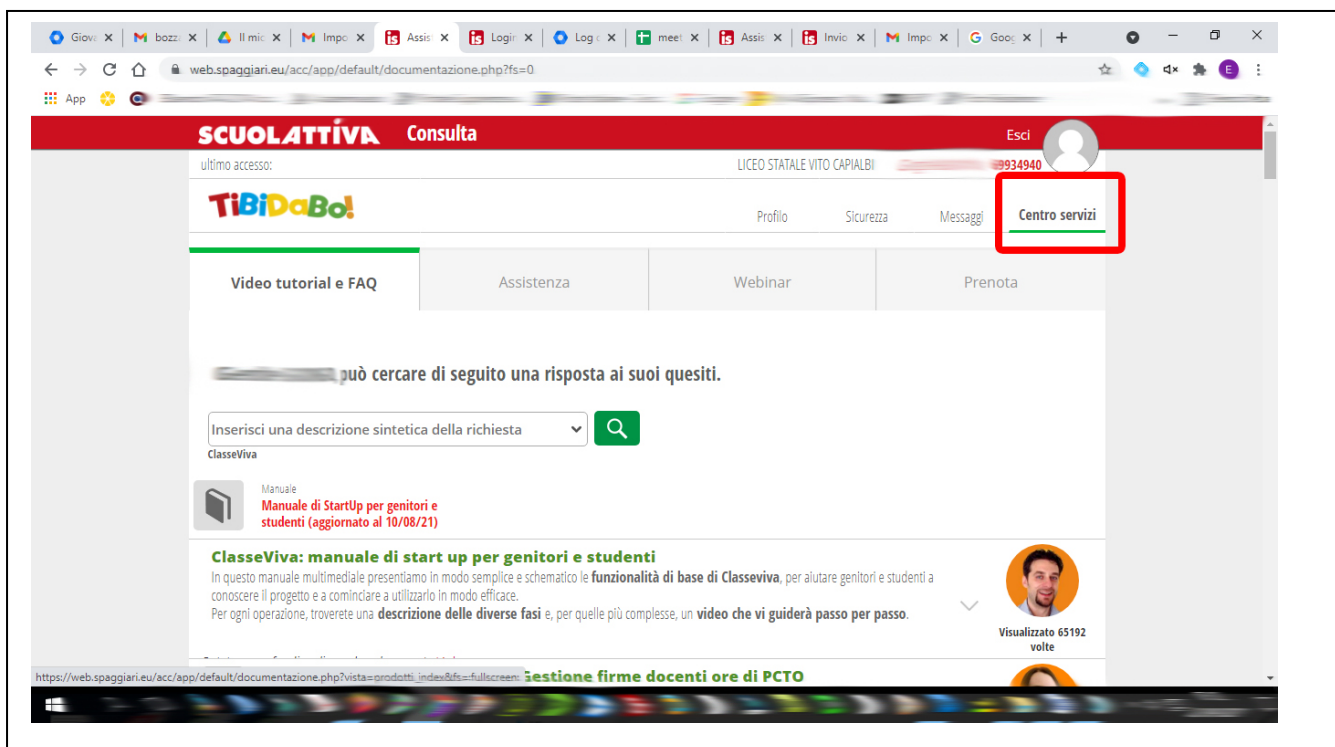 Giova bozz Il mic Impo Assis Login Log c meet Assis Invio Impo Goog
web.spaggiari.eu/acc/app/default/documentazione.php?fs=0
E
App
SCUOLATTÍVA Consulta Esci
ultimo accesso: LICEO STATALE VITO CAPIALBI 9934940
TiBiDaBo!
Profilo Sicurezza Messaggi Centro servizi
Video tutorial e FAQ Assistenza Webinar Prenota
può cercare di seguito una risposta ai suoi quesiti.
Inserisci una descrizione sintetica della richiesta
ClasseViva
Manuale
Manuale di StartUp per genitori e
studenti (aggiornato al 10/08/21)
ClasseViva: manuale di start up per genitori e studenti
In questo manuale multimediale presentiamo in modo semplice e schematico le funzionalità di base di Classeviva, per aiutare genitori e studenti a
conoscere il progetto e a cominciare a utilizzarlo in modo efficace.
Per ogni operazione, troverete una descrizione delle diverse fasi e, per quelle più complesse, un video che vi guiderà passo per passo.
Visualizzato 65192
volte
Gestione firme docenti ore di PCTO
https://web.spaggiari.eu/acc/app/default/documentazione.php?vista=prodotti_index&fs=fullscreen: